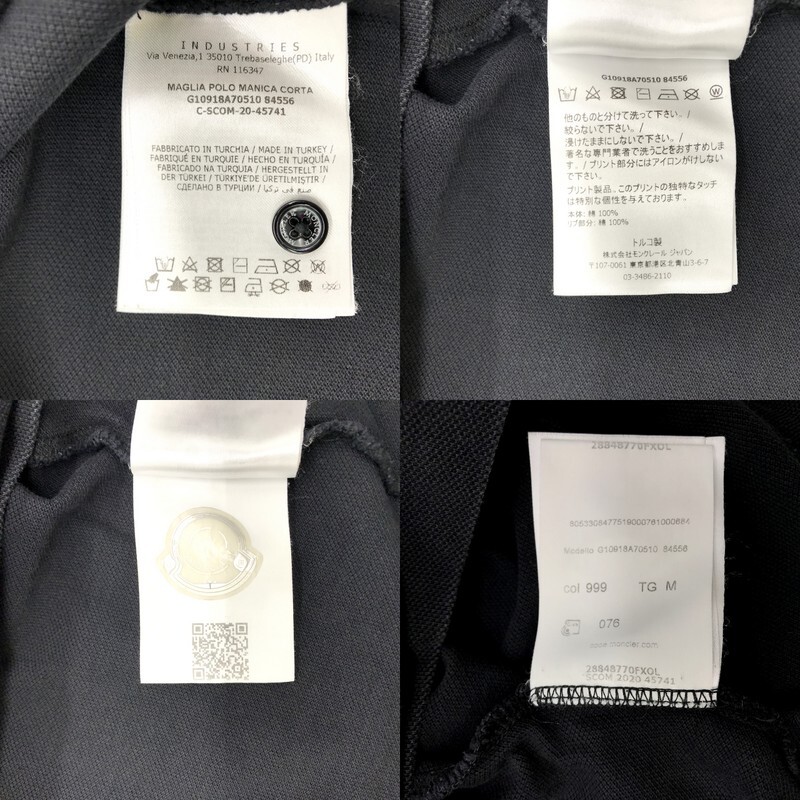 INDUSTRIES
Via Venezia,1 35010 Trebaseleghe(PD) Italy
RN 116347
MAGLIA POLO MANICA CORTA
G10918A70510 84556
C-SCOM-20-45741
FABBRICATO IN TURCHIA / MADE IN TURKEY /
FABRIQUÉ EN TURQUIE / HECHO EN TURQUÍA /
FABRICADO NA TURQUIA / HERGESTELLT IN
DER TÜRKEI / TÜRKIYE'DE ÜRETILMIŞTIR /
СДЕЛАНО В ТУРЦИИ / صنع في تركيا
G10918A70510 84556
他のものと分けて洗って下さい。/
絞らないで下さい。/
浸けたままにしないで下さい。/
著名な専門業者で洗うことをおすすめしま
す。/ プリント部分にはアイロンがけしない
で下さい。
プリント製品。このプリントの独特なタッチ
は特別な個性を与えております。
本体: 綿 100%
リブ部分: 綿 100%
トルコ製
株式会社モンクレール ジャパン
〒107-0061 東京都港区北青山3-6-7
03-3486-2110
28848770FXOL
Modello G10918A70510 84556
col 999 TG M
076
www.moncler.com
28848770FXOL
SCOM 2020 45741